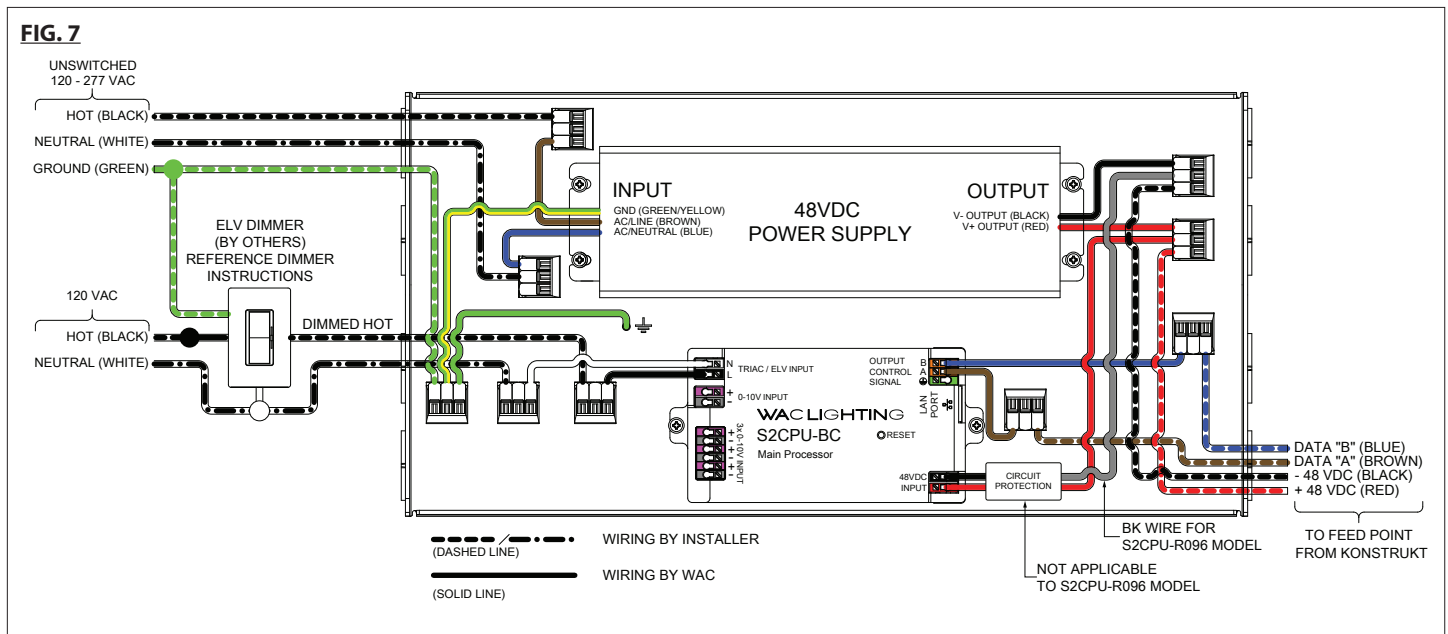 FIG. 7
UNSWITCHED
120 - 277 VAC
HOT (BLACK)
NEUTRAL (WHITE)
GROUND (GREEN)
ELV DIMMER
(BY OTHERS)
REFERENCE DIMMER
INSTRUCTIONS
120 VAC
HOT (BLACK)
NEUTRAL (WHITE)
DIMMED HOT
INPUT
GND (GREEN/YELLOW)
AC/LINE (BROWN)
AC/NEUTRAL (BLUE)
48VDC
POWER SUPPLY
OUTPUT
V- OUTPUT (BLACK)
V+ OUTPUT (RED)
N
L
TRIAC / ELV INPUT
+
-
0-10V INPUT
+
-
+
-
+
-
3x 0-10V INPUT
OUTPUT
CONTROL
SIGNAL
B
A
LAN
PORT
WAC LIGHTING
S2CPU-BC
Main Processor
RESET
48VDC
INPUT
CIRCUIT
PROTECTION
DATA "B" (BLUE)
DATA "A" (BROWN)
- 48 VDC (BLACK)
+ 48 VDC (RED)
TO FEED POINT
FROM KONSTRUKT
BK WIRE FOR
S2CPU-R096 MODEL
NOT APPLICABLE
TO S2CPU-R096 MODEL
(DASHED LINE)
WIRING BY INSTALLER
(SOLID LINE)
WIRING BY WAC